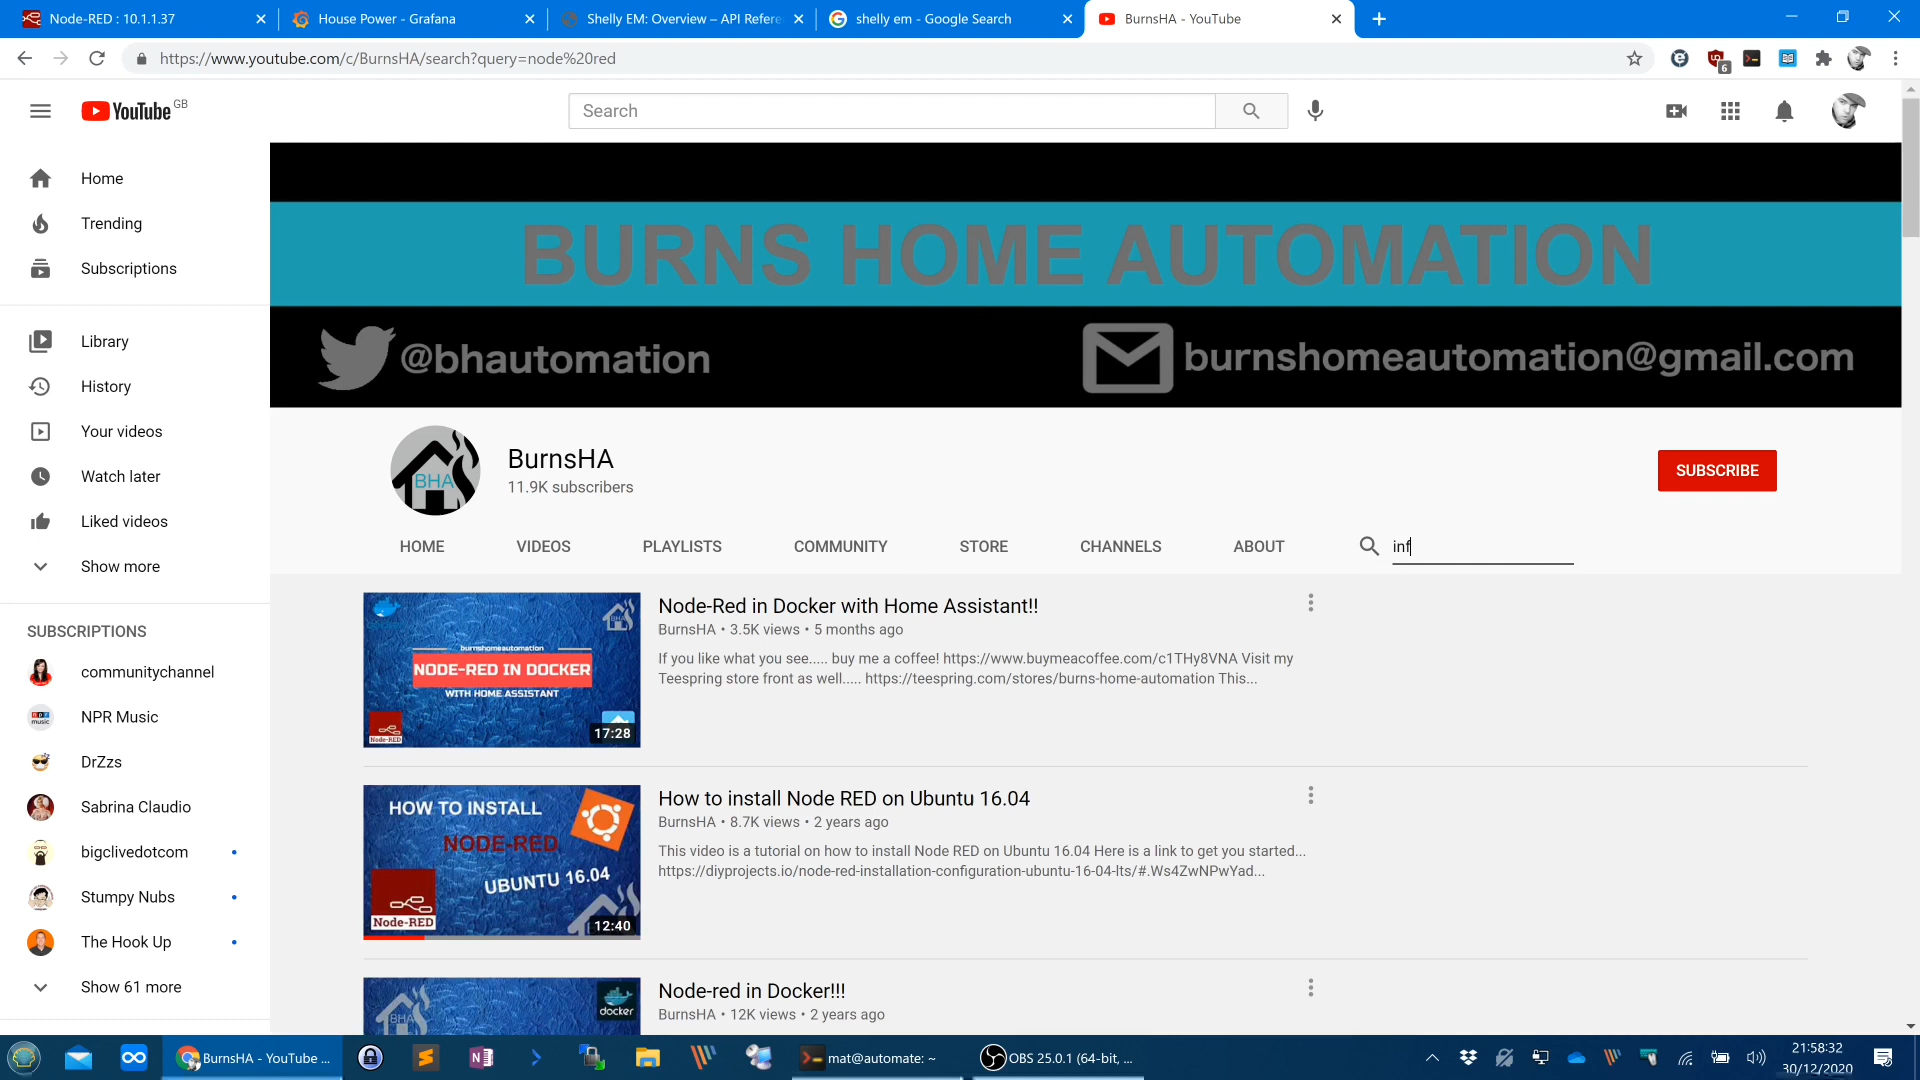 Node-RED : 10.1.1.37
House Power - Grafana
Shelly EM: Overview – API Refere
shelly em - Google Search
BurnsHA - YouTube
https://www.youtube.com/c/BurnsHA/search?query=node%20red
6
YouTube GB
Search
Home
Trending
Subscriptions
Library
History
Your videos
Watch later
Liked videos
Show more
SUBSCRIPTIONS
communitychannel
NPR Music
DrZzs
Sabrina Claudio
bigclivedotcom
Stumpy Nubs
The Hook Up
Show 61 more
BURNS HOME AUTOMATION
@bhautomation
burnshomeautomation@gmail.com
BHA
BurnsHA
11.9K subscribers
SUBSCRIBE
HOME
VIDEOS
PLAYLISTS
COMMUNITY
STORE
CHANNELS
ABOUT
inf
burnshomeautomation
NODE-RED IN DOCKER
WITH HOME ASSISTANT
Node-RED
17:28
Node-Red in Docker with Home Assistant!!
BurnsHA • 3.5K views • 5 months ago
If you like what you see..... buy me a coffee! https://www.buymeacoffee.com/c1THy8VNA Visit my
Teespring store front as well..... https://teespring.com/stores/burns-home-automation This...
HOW TO INSTALL
NODE-RED
UBUNTU 16.04
Node-RED
12:40
How to install Node RED on Ubuntu 16.04
BurnsHA • 8.7K views • 2 years ago
This video is a tutorial on how to install Node RED on Ubuntu 16.04 Here is a link to get you started...
https://diyprojects.io/node-red-installation-configuration-ubuntu-16-04-lts/#.Ws4ZwNPwYad...
BHA
docker
Node-red in Docker!!!
BurnsHA • 12K views • 2 years ago
BurnsHA - YouTube ...
mat@automate: ~
OBS 25.0.1 (64-bit, ...
21:58:32
30/12/2020